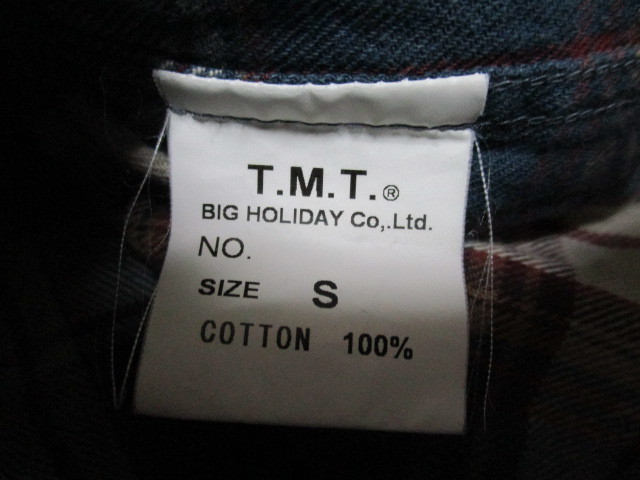 T.M.T.®
BIG HOLIDAY Co,.Ltd.
NO.
SIZE S
COTTON 100%